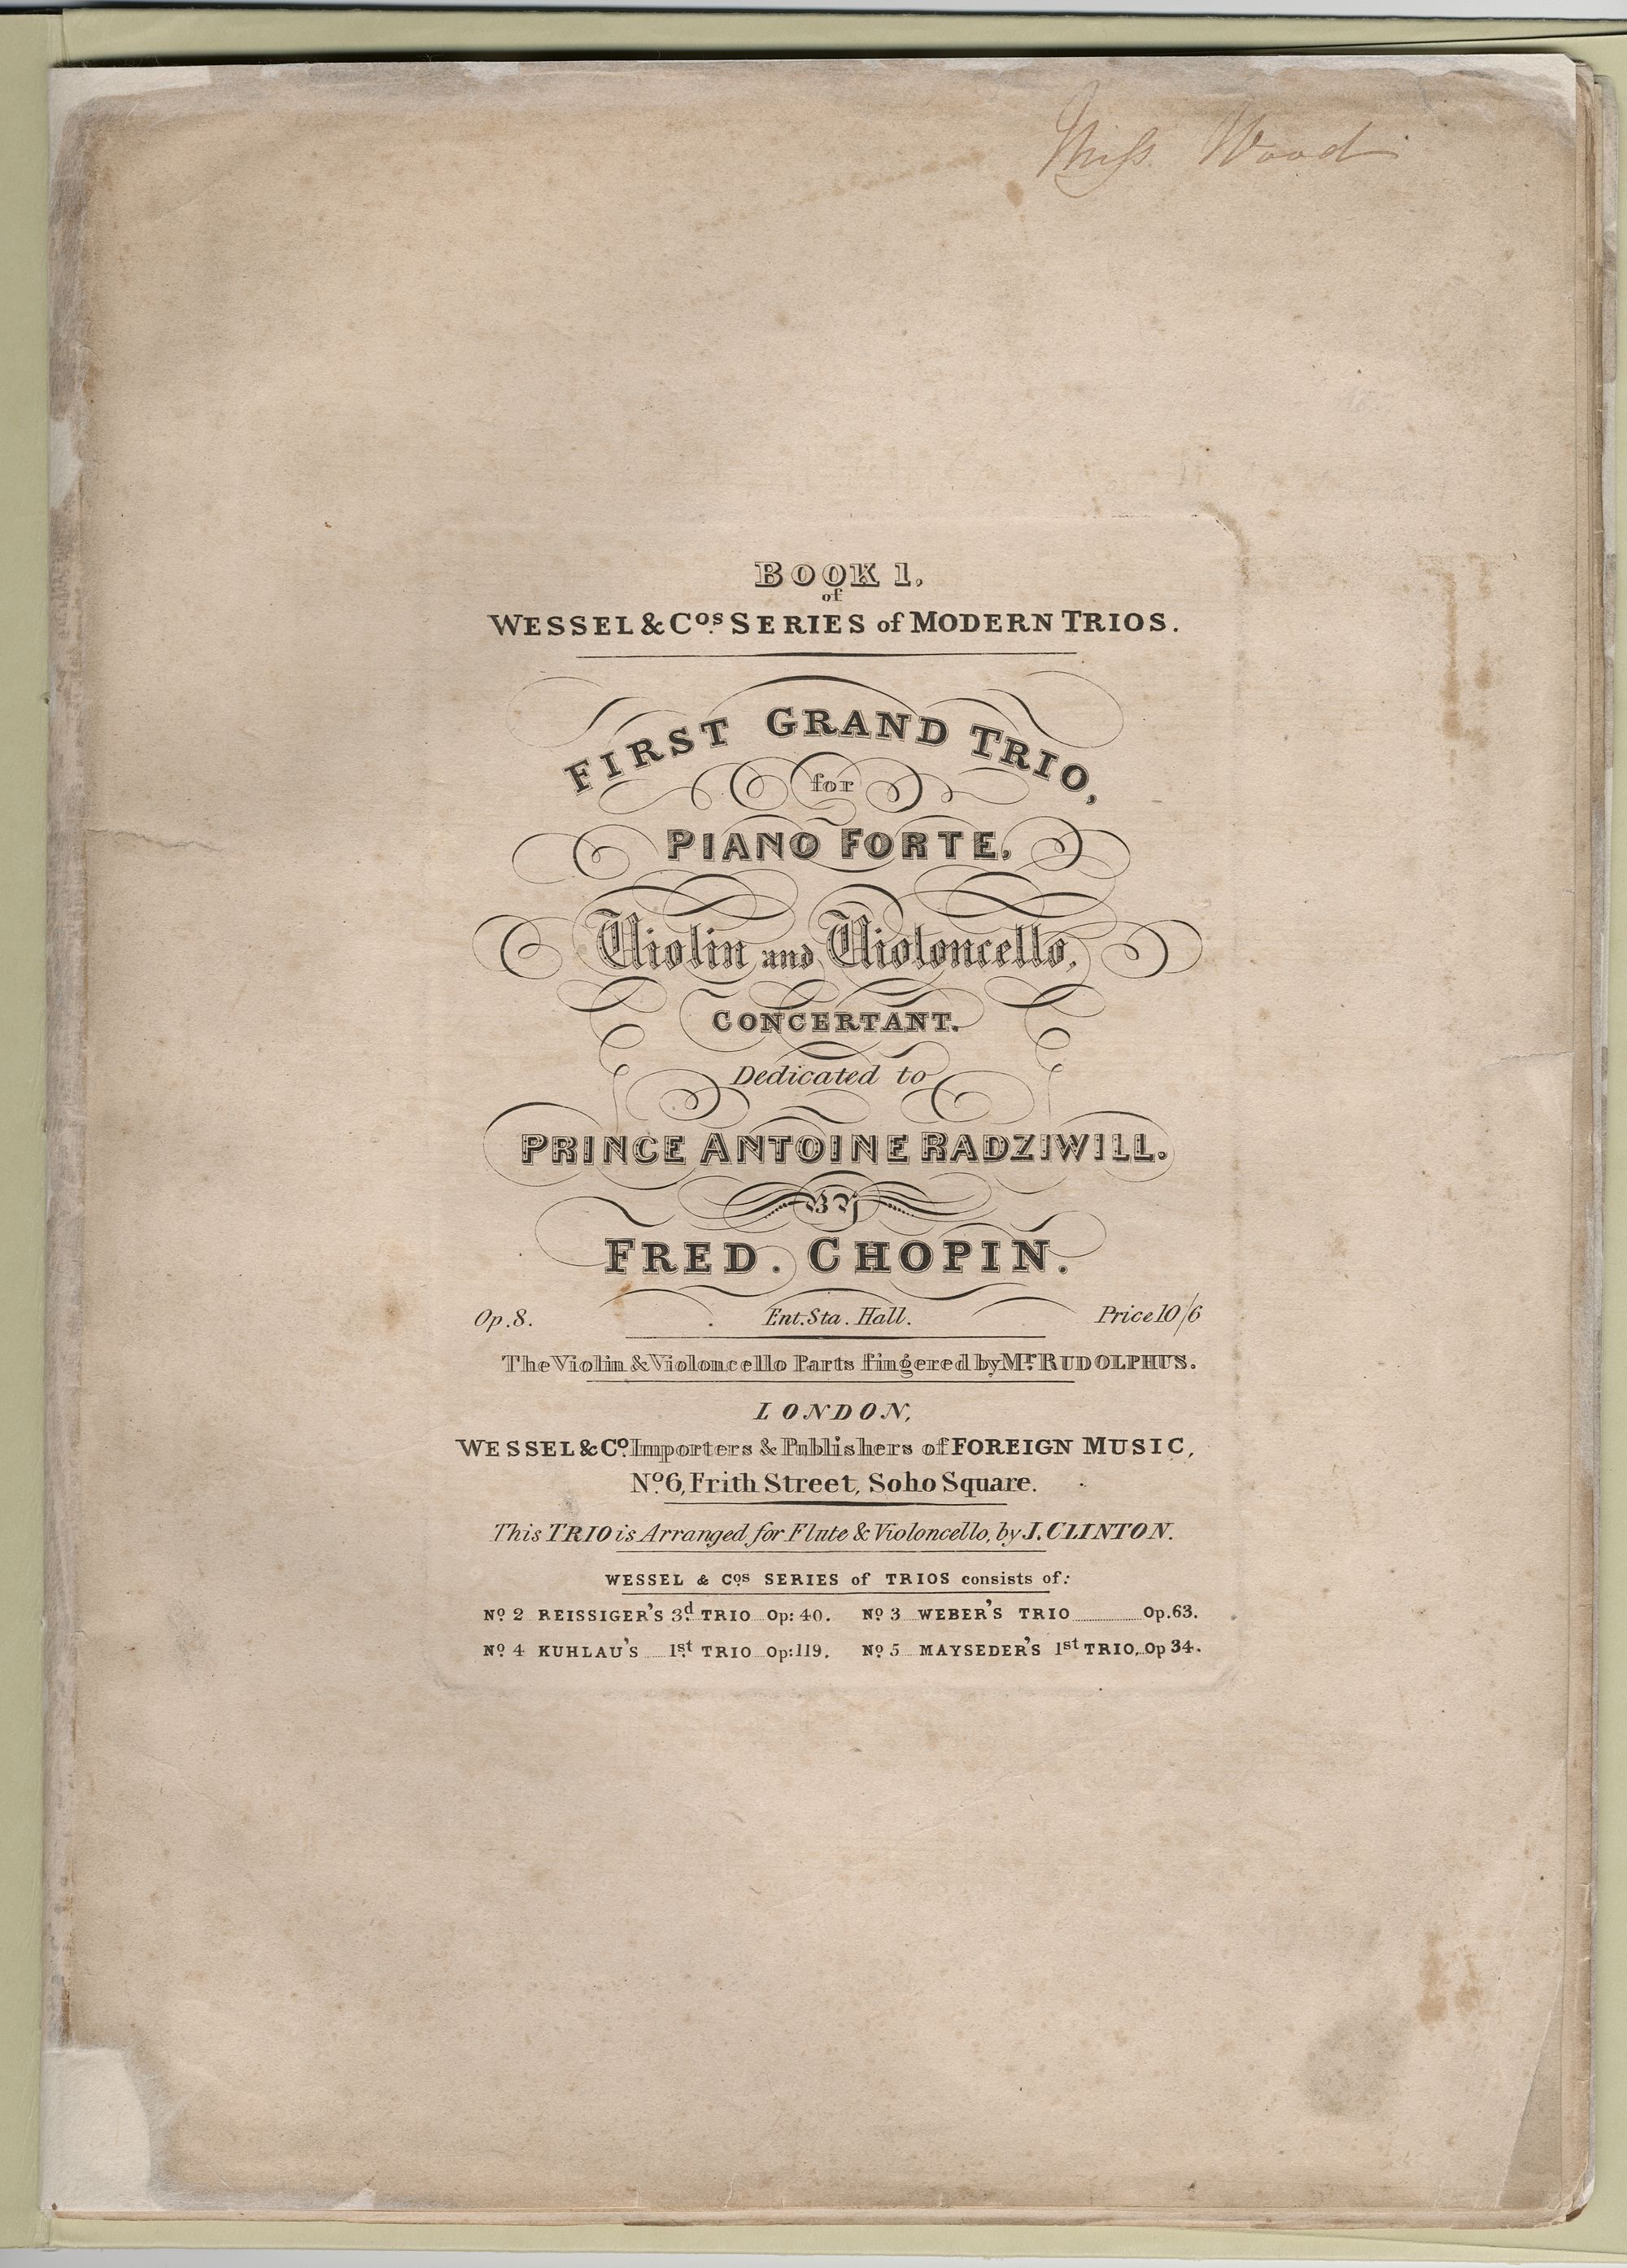 Miss Wood
BOOK 1,
of
WESSEL & Cos. SERIES of MODERN TRIOS.
FIRST GRAND TRIO,
for
PIANO FORTE,
Violin and Violoncello,
CONCERTANT.
Dedicated to
PRINCE ANTOINE RADZIWILL.
BY
FRED. CHOPIN.
Op. 8. Ent. Sta. Hall. Price 10/6
The Violin & Violoncello Parts fingered by Mr. RUDOLPHUS.
LONDON,
WESSEL & Co. Importers & Publishers of FOREIGN MUSIC,
No. 6, Frith Street, Soho Square.
This TRIO is Arranged for Flute & Violoncello, by J. CLINTON.
WESSEL & Cos SERIES of TRIOS consists of:
No. 2 REISSIGER'S 3d. TRIO Op: 40. No. 3 WEBER'S TRIO Op. 63.
No. 4 KUHLAU'S 1st TRIO Op: 119. No. 5 MAYSEDER'S 1st TRIO, Op 34.